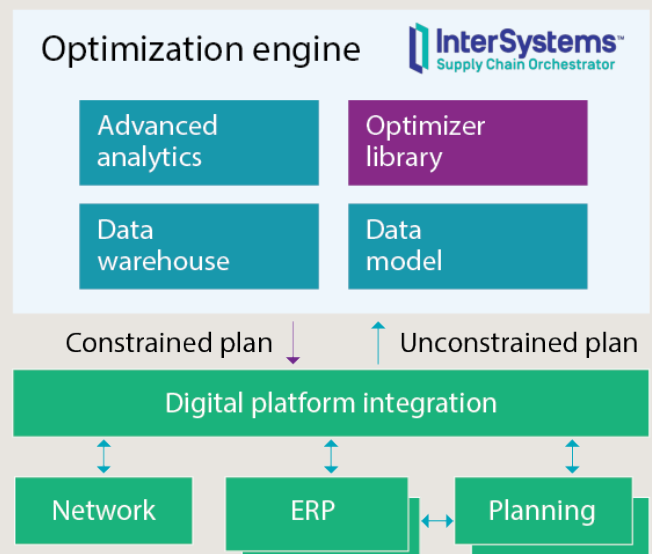 Optimization engine
InterSystems™
Supply Chain Orchestrator
Advanced
analytics
Optimizer
library
Data
warehouse
Data
model
Constrained plan
Unconstrained plan
Digital platform integration
Network
ERP
Planning